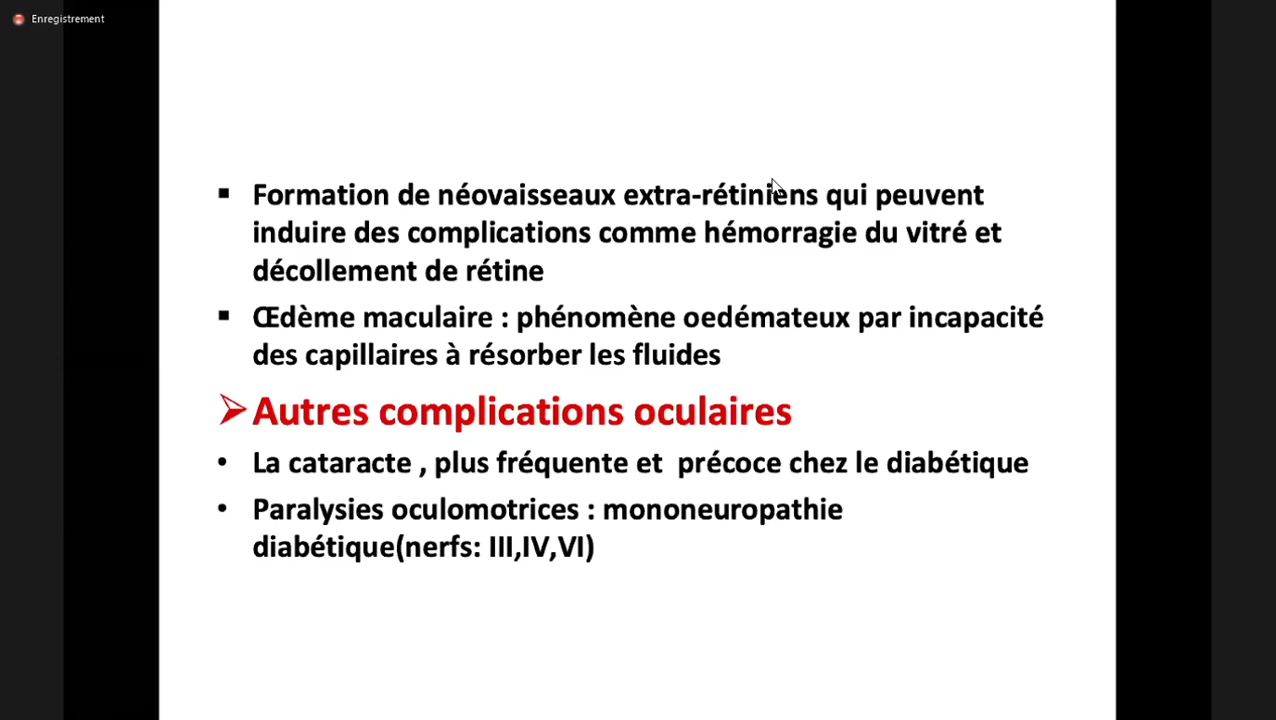 Enregistrement
▪ Formation de néovaisseaux extra-rétiniens qui peuvent
induire des complications comme hémorragie du vitré et
décollement de rétine
▪ Œdème maculaire : phénomène oedémateux par incapacité
des capillaires à résorber les fluides
➢Autres complications oculaires
• La cataracte , plus fréquente et  précoce chez le diabétique
• Paralysies oculomotrices : mononeuropathie
diabétique(nerfs: III,IV,VI)